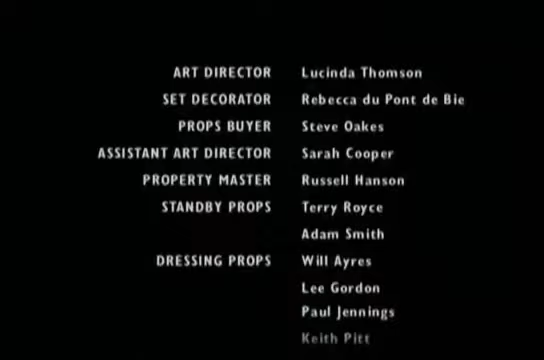 ART DIRECTOR Lucinda Thomson
SET DECORATOR Rebecca du Pont de Bie
PROPS BUYER Steve Oakes
ASSISTANT ART DIRECTOR Sarah Cooper
PROPERTY MASTER Russell Hanson
STANDBY PROPS Terry Royce
Adam Smith
DRESSING PROPS Will Ayres
Lee Gordon
Paul Jennings
Keith Pitt